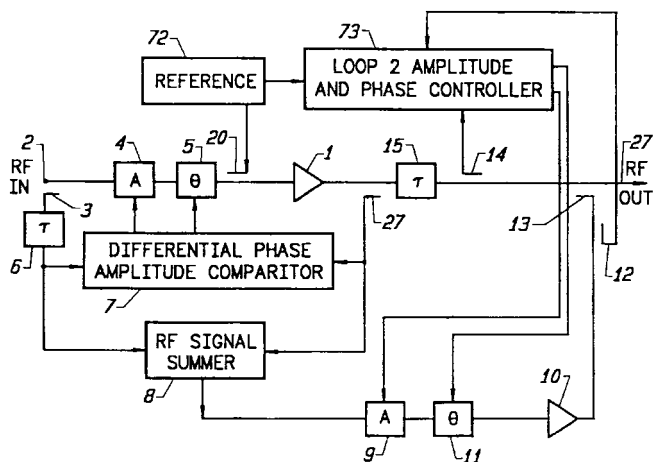 72
73
REFERENCE
LOOP 2 AMPLITUDE
AND PHASE CONTROLLER
2
4
5
20
1
15
14
27
RF
IN
A
θ
τ
RF
OUT
3
27
13
12
τ
6
DIFFERENTIAL PHASE
AMPLITUDE COMPARITOR
7
RF SIGNAL
SUMMER
8
10
A
θ
9
11